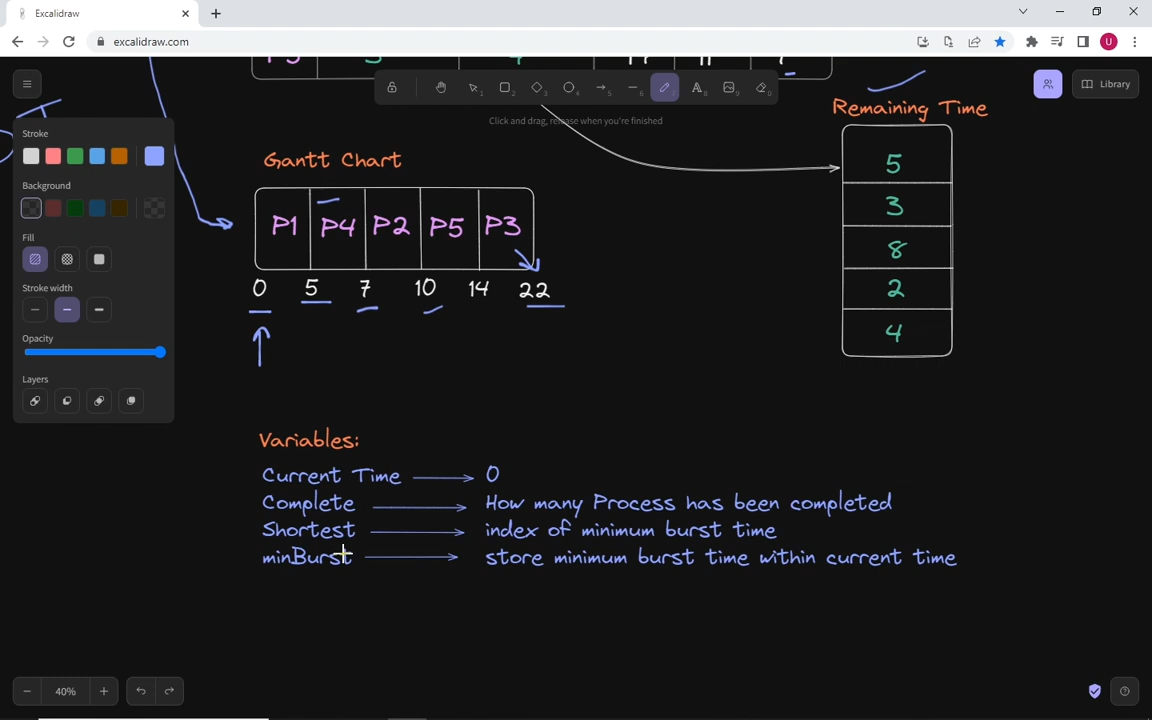 Excalidraw
excalidraw.com
U
Library
Click and drag, release when you're finished
Remaining Time
Stroke
Background
Fill
Stroke width
Opacity
Layers
Gantt Chart
P1 P4 P2 P5 P3
0 5 7 10 14 22
5
3
8
2
4
Variables:
Current Time 0
Complete How many Process has been completed
Shortest index of minimum burst time
minBurst store minimum burst time within current time
40%